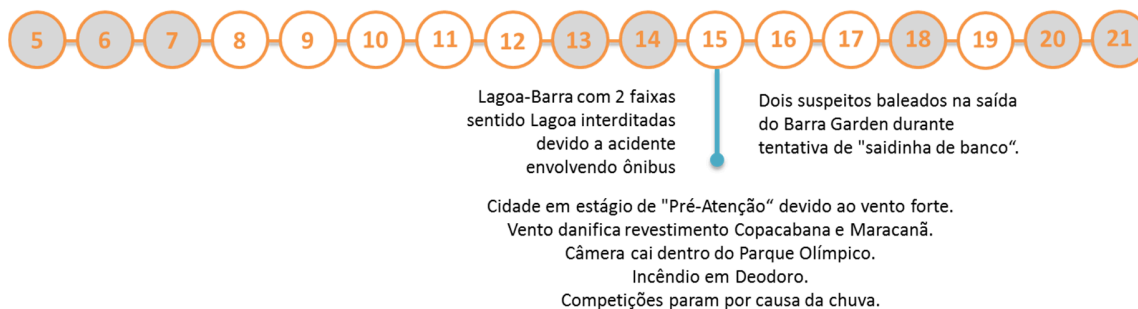 5 6 7 8 9 10 11 12 13 14 15 16 17 18 19 20 21
Lagoa-Barra com 2 faixas
sentido Lagoa interditadas
devido a acidente
envolvendo ônibus
Dois suspeitos baleados na saída
do Barra Garden durante
tentativa de "saidinha de banco“.
Cidade em estágio de "Pré-Atenção“ devido ao vento forte.
Vento danifica revestimento Copacabana e Maracanã.
Câmera cai dentro do Parque Olímpico.
Incêndio em Deodoro.
Competições param por causa da chuva.